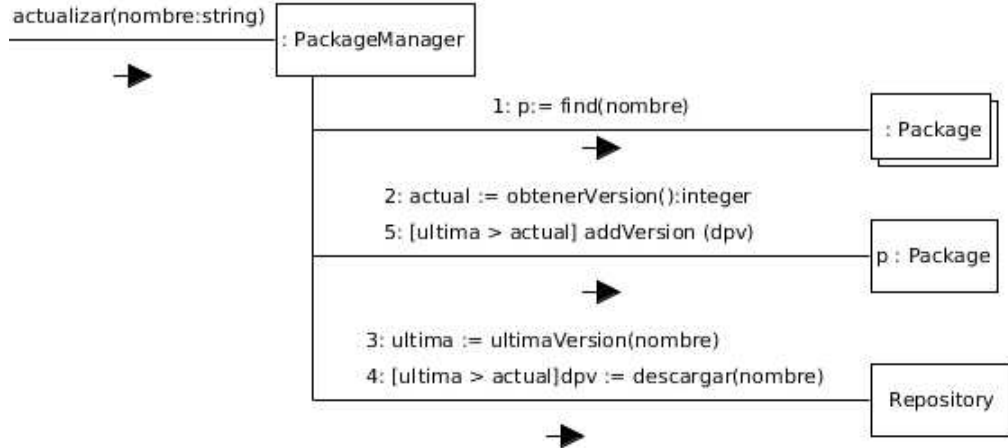 actualizar(nombre:string)
: PackageManager
1: p:= find(nombre)
: Package
2: actual := obtenerVersion():integer
5: [ultima > actual] addVersion (dpv)
p : Package
3: ultima := ultimaVersion(nombre)
4: [ultima > actual]dpv := descargar(nombre)
Repository